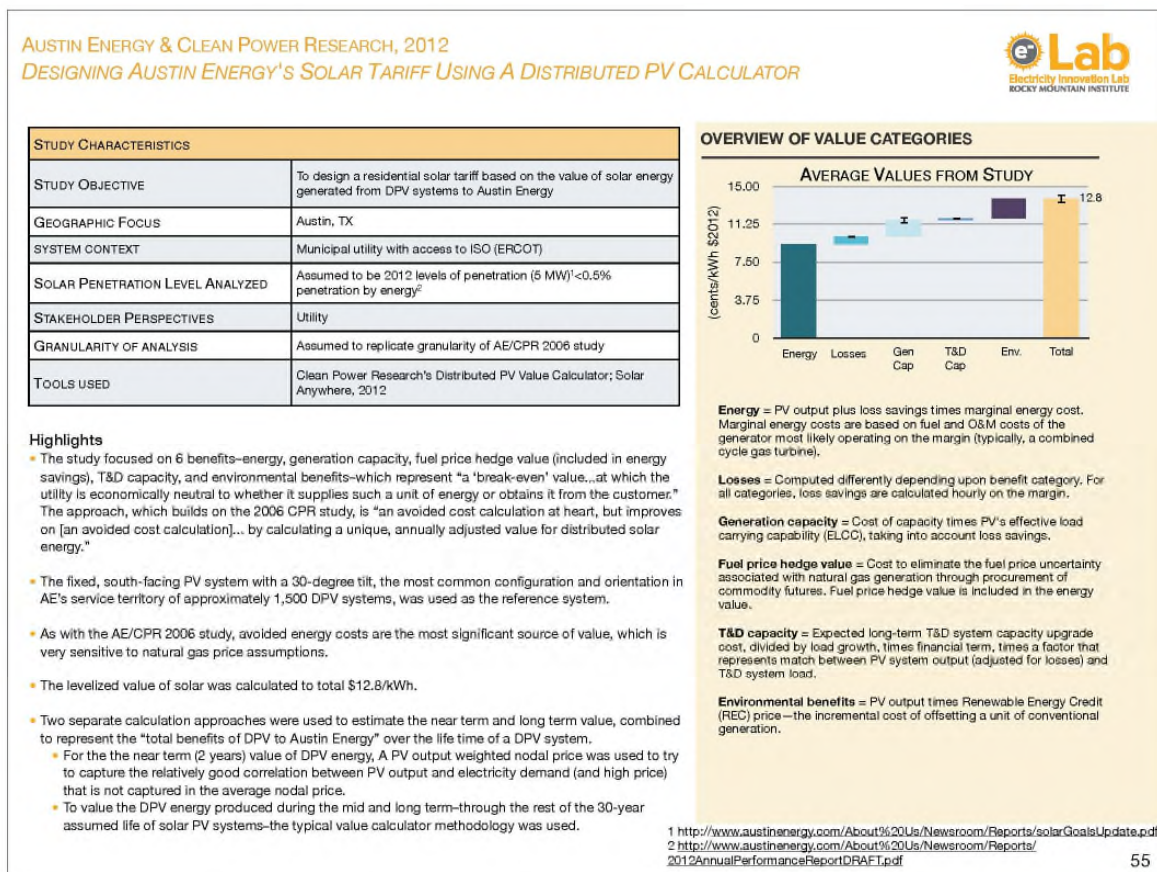 AUSTIN ENERGY & CLEAN POWER RESEARCH, 2012
DESIGNING AUSTIN ENERGY'S SOLAR TARIFF USING A DISTRIBUTED PV CALCULATOR
e- Lab
Electricity Innovation Lab
ROCKY MOUNTAIN INSTITUTE
STUDY CHARACTERISTICS
STUDY OBJECTIVE
To design a residential solar tariff based on the value of solar energy
generated from DPV systems to Austin Energy
GEOGRAPHIC FOCUS
Austin, TX
SYSTEM CONTEXT
Municipal utility with access to ISO (ERCOT)
SOLAR PENETRATION LEVEL ANALYZED
Assumed to be 2012 levels of penetration (5 MW)¹<0.5%
penetration by energy²
STAKEHOLDER PERSPECTIVES
Utility
GRANULARITY OF ANALYSIS
Assumed to replicate granularity of AE/CPR 2006 study
TOOLS USED
Clean Power Research's Distributed PV Value Calculator; Solar
Anywhere, 2012
Highlights
• The study focused on 6 benefits–energy, generation capacity, fuel price hedge value (included in energy
savings), T&D capacity, and environmental benefits–which represent “a ‘break-even’ value...at which the
utility is economically neutral to whether it supplies such a unit of energy or obtains it from the customer.”
The approach, which builds on the 2006 CPR study, is “an avoided cost calculation at heart, but improves
on [an avoided cost calculation]... by calculating a unique, annually adjusted value for distributed solar
energy.”
• The fixed, south-facing PV system with a 30-degree tilt, the most common configuration and orientation in
AE's service territory of approximately 1,500 DPV systems, was used as the reference system.
• As with the AE/CPR 2006 study, avoided energy costs are the most significant source of value, which is
very sensitive to natural gas price assumptions.
• The levelized value of solar was calculated to total $12.8/kWh.
• Two separate calculation approaches were used to estimate the near term and long term value, combined
to represent the “total benefits of DPV to Austin Energy” over the life time of a DPV system.
• For the the near term (2 years) value of DPV energy, A PV output weighted nodal price was used to try
to capture the relatively good correlation between PV output and electricity demand (and high price)
that is not captured in the average nodal price.
• To value the DPV energy produced during the mid and long term–through the rest of the 30-year
assumed life of solar PV systems–the typical value calculator methodology was used.
OVERVIEW OF VALUE CATEGORIES
AVERAGE VALUES FROM STUDY
(cents/kWh $2012)
15.00
11.25
7.50
3.75
0
12.8
Energy Losses Gen Cap T&D Cap Env. Total
Energy = PV output plus loss savings times marginal energy cost.
Marginal energy costs are based on fuel and O&M costs of the
generator most likely operating on the margin (typically, a combined
cycle gas turbine).
Losses = Computed differently depending upon benefit category. For
all categories, loss savings are calculated hourly on the margin.
Generation capacity = Cost of capacity times PV's effective load
carrying capability (ELCC), taking into account loss savings.
Fuel price hedge value = Cost to eliminate the fuel price uncertainty
associated with natural gas generation through procurement of
commodity futures. Fuel price hedge value is included in the energy
value.
T&D capacity = Expected long-term T&D system capacity upgrade
cost, divided by load growth, times financial term, times a factor that
represents match between PV system output (adjusted for losses) and
T&D system load.
Environmental benefits = PV output times Renewable Energy Credit
(REC) price—the incremental cost of offsetting a unit of conventional
generation.
1 http://www.austinenergy.com/About%20Us/Newsroom/Reports/solarGoalsUpdate.pdf
2 http://www.austinenergy.com/About%20Us/Newsroom/Reports/
2012AnnualPerformanceReportDRAFT.pdf
55